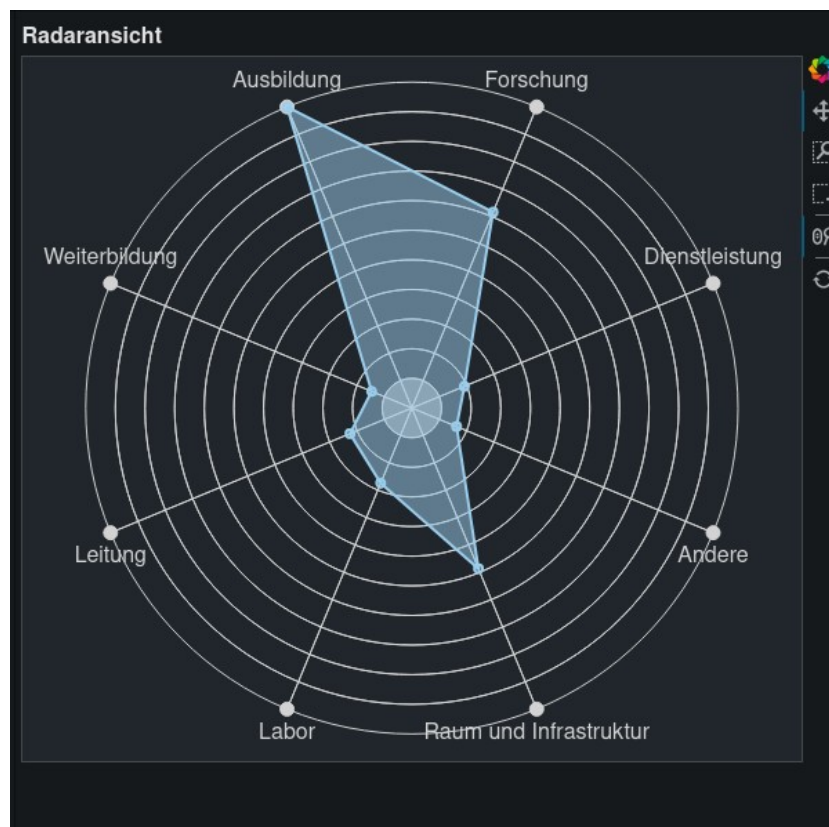 Radaransicht
Ausbildung
Forschung
Weiterbildung
Dienstleistung
Leitung
Andere
Labor
Raum und Infrastruktur